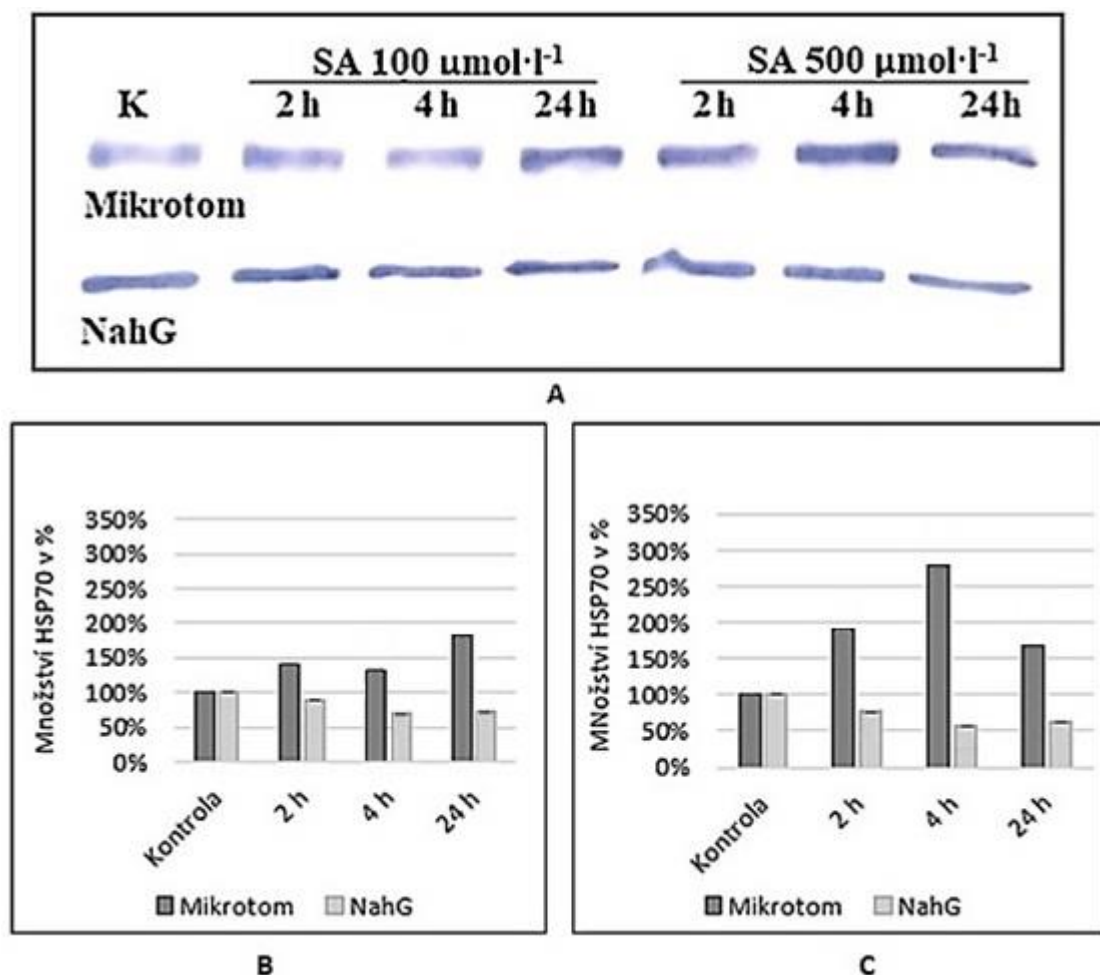 SA 100 µmol·l⁻¹ SA 500 µmol·l⁻¹
K 2 h 4 h 24 h 2 h 4 h 24 h
Mikrotom
NahG
A
Množství HSP70 v %
350%
300%
250%
200%
150%
100%
50%
0%
Kontrola 2 h 4 h 24 h
Mikrotom NahG
B
MNožství HSP70 v %
350%
300%
250%
200%
150%
100%
50%
0%
Kontrola 2 h 4 h 24 h
Mikrotom NahG
C